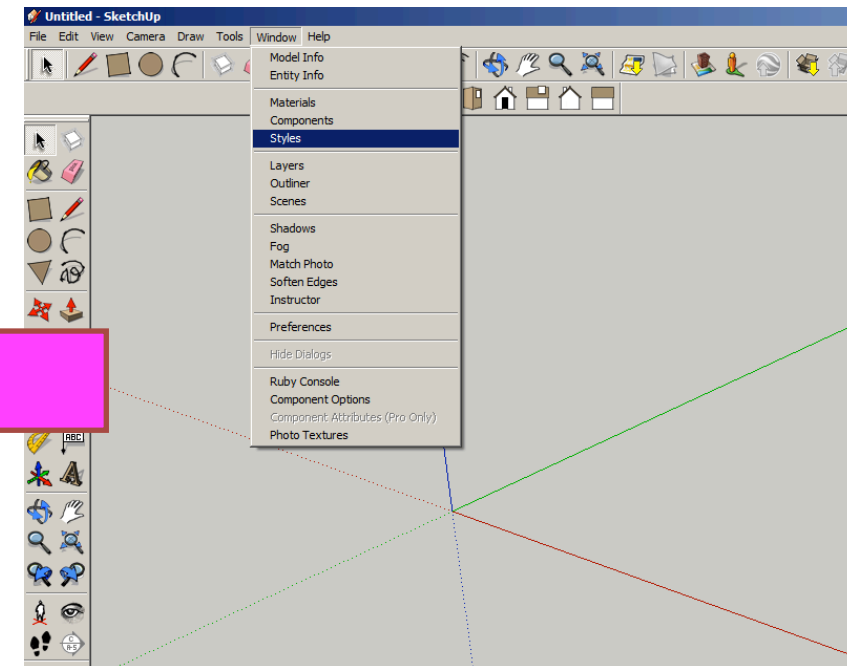 Untitled - SketchUp
File Edit View Camera Draw Tools Window Help
Model Info
Entity Info
Materials
Components
Styles
Layers
Outliner
Scenes
Shadows
Fog
Match Photo
Soften Edges
Instructor
Preferences
Hide Dialogs
Ruby Console
Component Options
Component Attributes (Pro Only)
Photo Textures
ABC
A